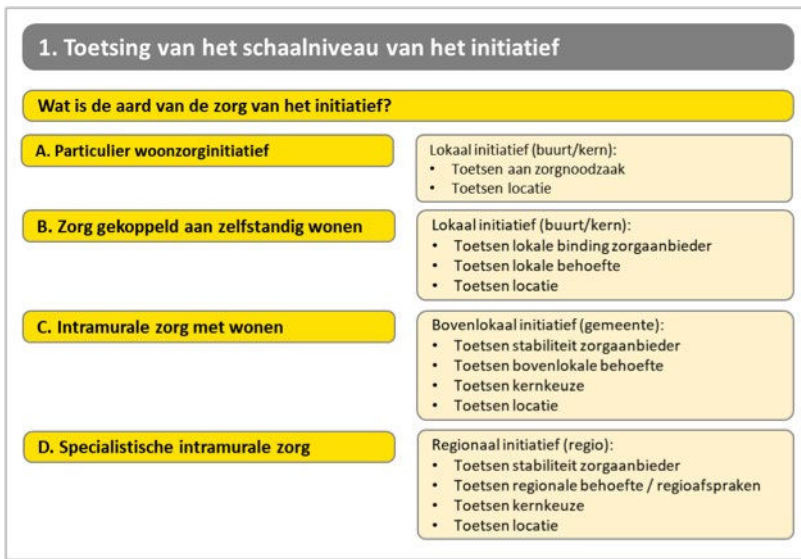 1. Toetsing van het schaalniveau van het initiatief
Wat is de aard van de zorg van het initiatief?
A. Particulier woonzorginitiatief
Lokaal initiatief (buurt/kern):
• Toetsen aan zorgnoodzaak
• Toetsen locatie
B. Zorg gekoppeld aan zelfstandig wonen
Lokaal initiatief (buurt/kern):
• Toetsen lokale binding zorgaanbieder
• Toetsen lokale behoefte
• Toetsen locatie
C. Intramurale zorg met wonen
Bovenlokaal initiatief (gemeente):
• Toetsen stabiliteit zorgaanbieder
• Toetsen bovenlokale behoefte
• Toetsen kernkeuze
• Toetsen locatie
D. Specialistische intramurale zorg
Regionaal initiatief (regio):
• Toetsen stabiliteit zorgaanbieder
• Toetsen regionale behoefte / regioafspraken
• Toetsen kernkeuze
• Toetsen locatie